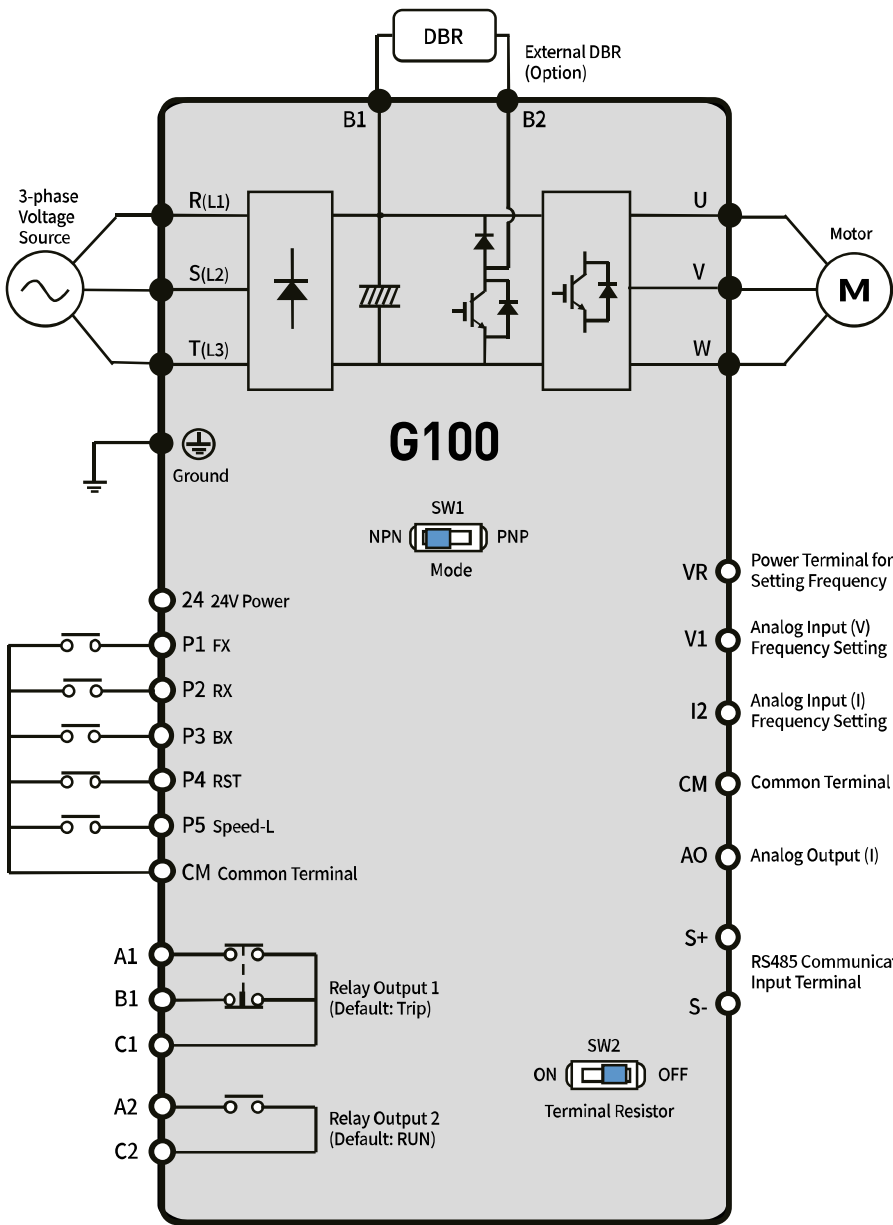 DBR
External DBR
(Option)
B1
B2
3-phase
Voltage
Source
R(L1)
S(L2)
T(L3)
U
V
W
Motor
M
G100
Ground
SW1
NPN
PNP
Mode
24 24V Power
P1 FX
P2 RX
P3 BX
P4 RST
P5 Speed-L
CM Common Terminal
VR
Power Terminal for
Setting Frequency
V1
Analog Input (V)
Frequency Setting
I2
Analog Input (I)
Frequency Setting
CM
Common Terminal
AO
Analog Output (I)
S+
S-
RS485 Communica
Input Terminal
A1
B1
C1
Relay Output 1
(Default: Trip)
A2
C2
Relay Output 2
(Default: RUN)
SW2
ON
OFF
Terminal Resistor